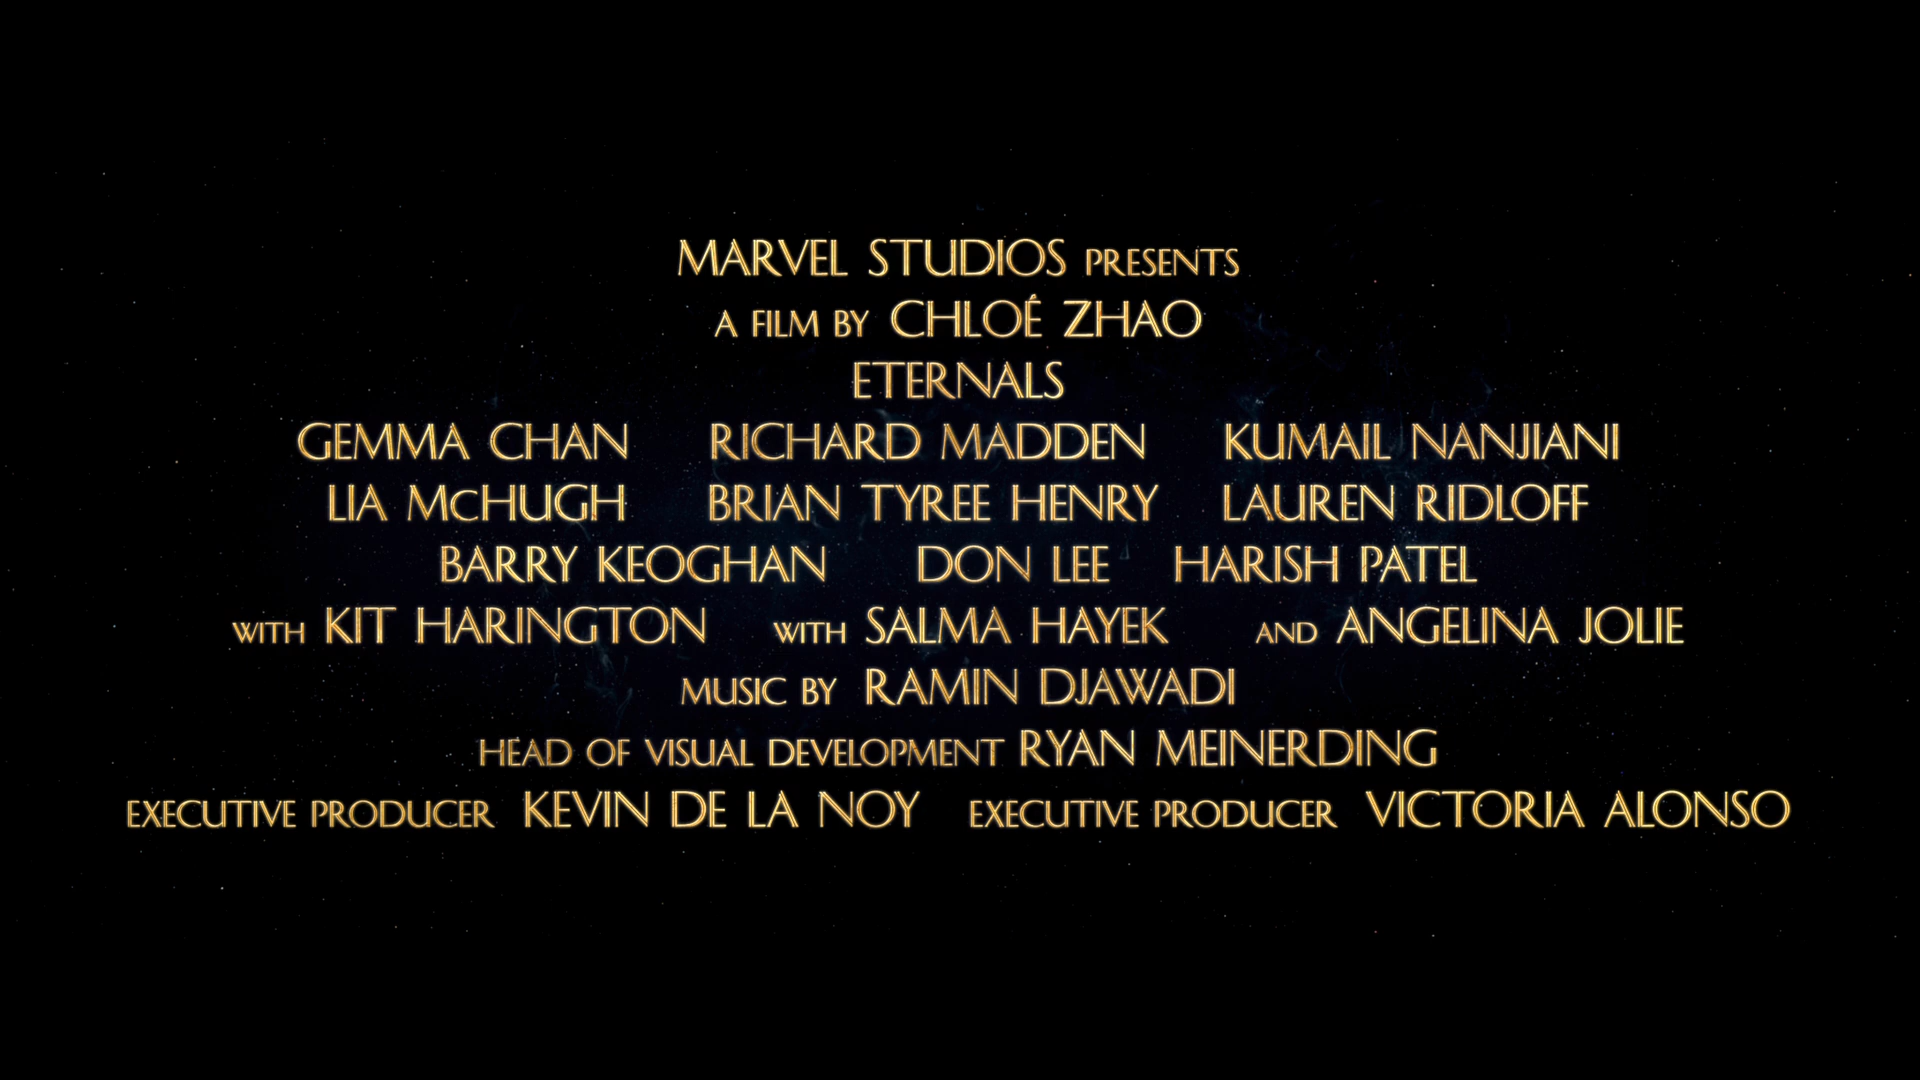 MARVEL STUDIOS PRESENTS
A FILM BY CHLOÉ ZHAO
ETERNALS
GEMMA CHAN RICHARD MADDEN KUMAIL NANJIANI
LIA McHUGH BRIAN TYREE HENRY LAUREN RIDLOFF
BARRY KEOGHAN DON LEE HARISH PATEL
WITH KIT HARINGTON WITH SALMA HAYEK AND ANGELINA JOLIE
MUSIC BY RAMIN DJAWADI
HEAD OF VISUAL DEVELOPMENT RYAN MEINERDING
EXECUTIVE PRODUCER KEVIN DE LA NOY EXECUTIVE PRODUCER VICTORIA ALONSO